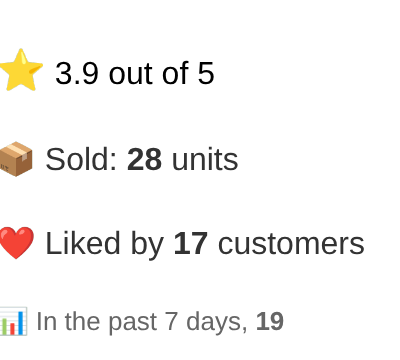 ⭐ 3.9 out of 5
📦 Sold: 28 units
❤️ Liked by 17 customers
📊 In the past 7 days, 19